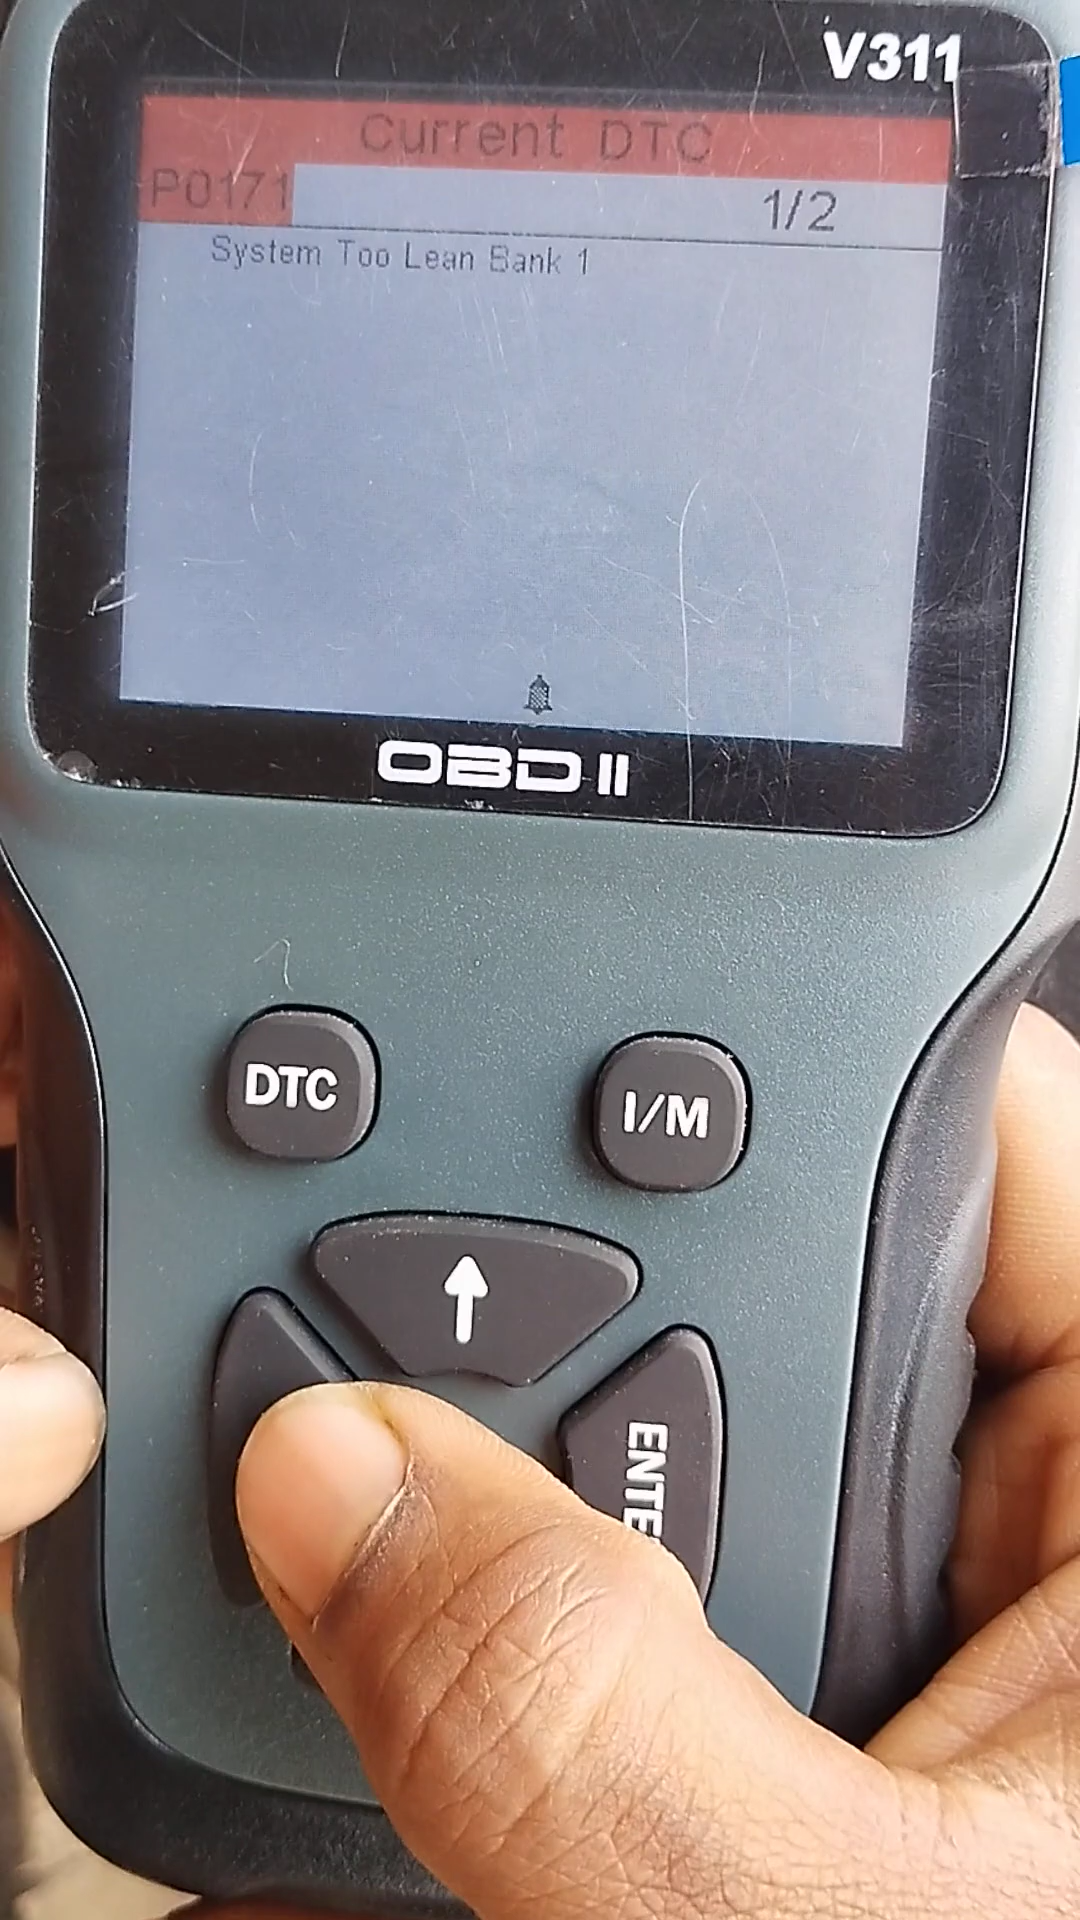 V311
Current DTC
P0171
1/2
System Too Lean Bank 1
OBD II
DTC
I/M
ENTE